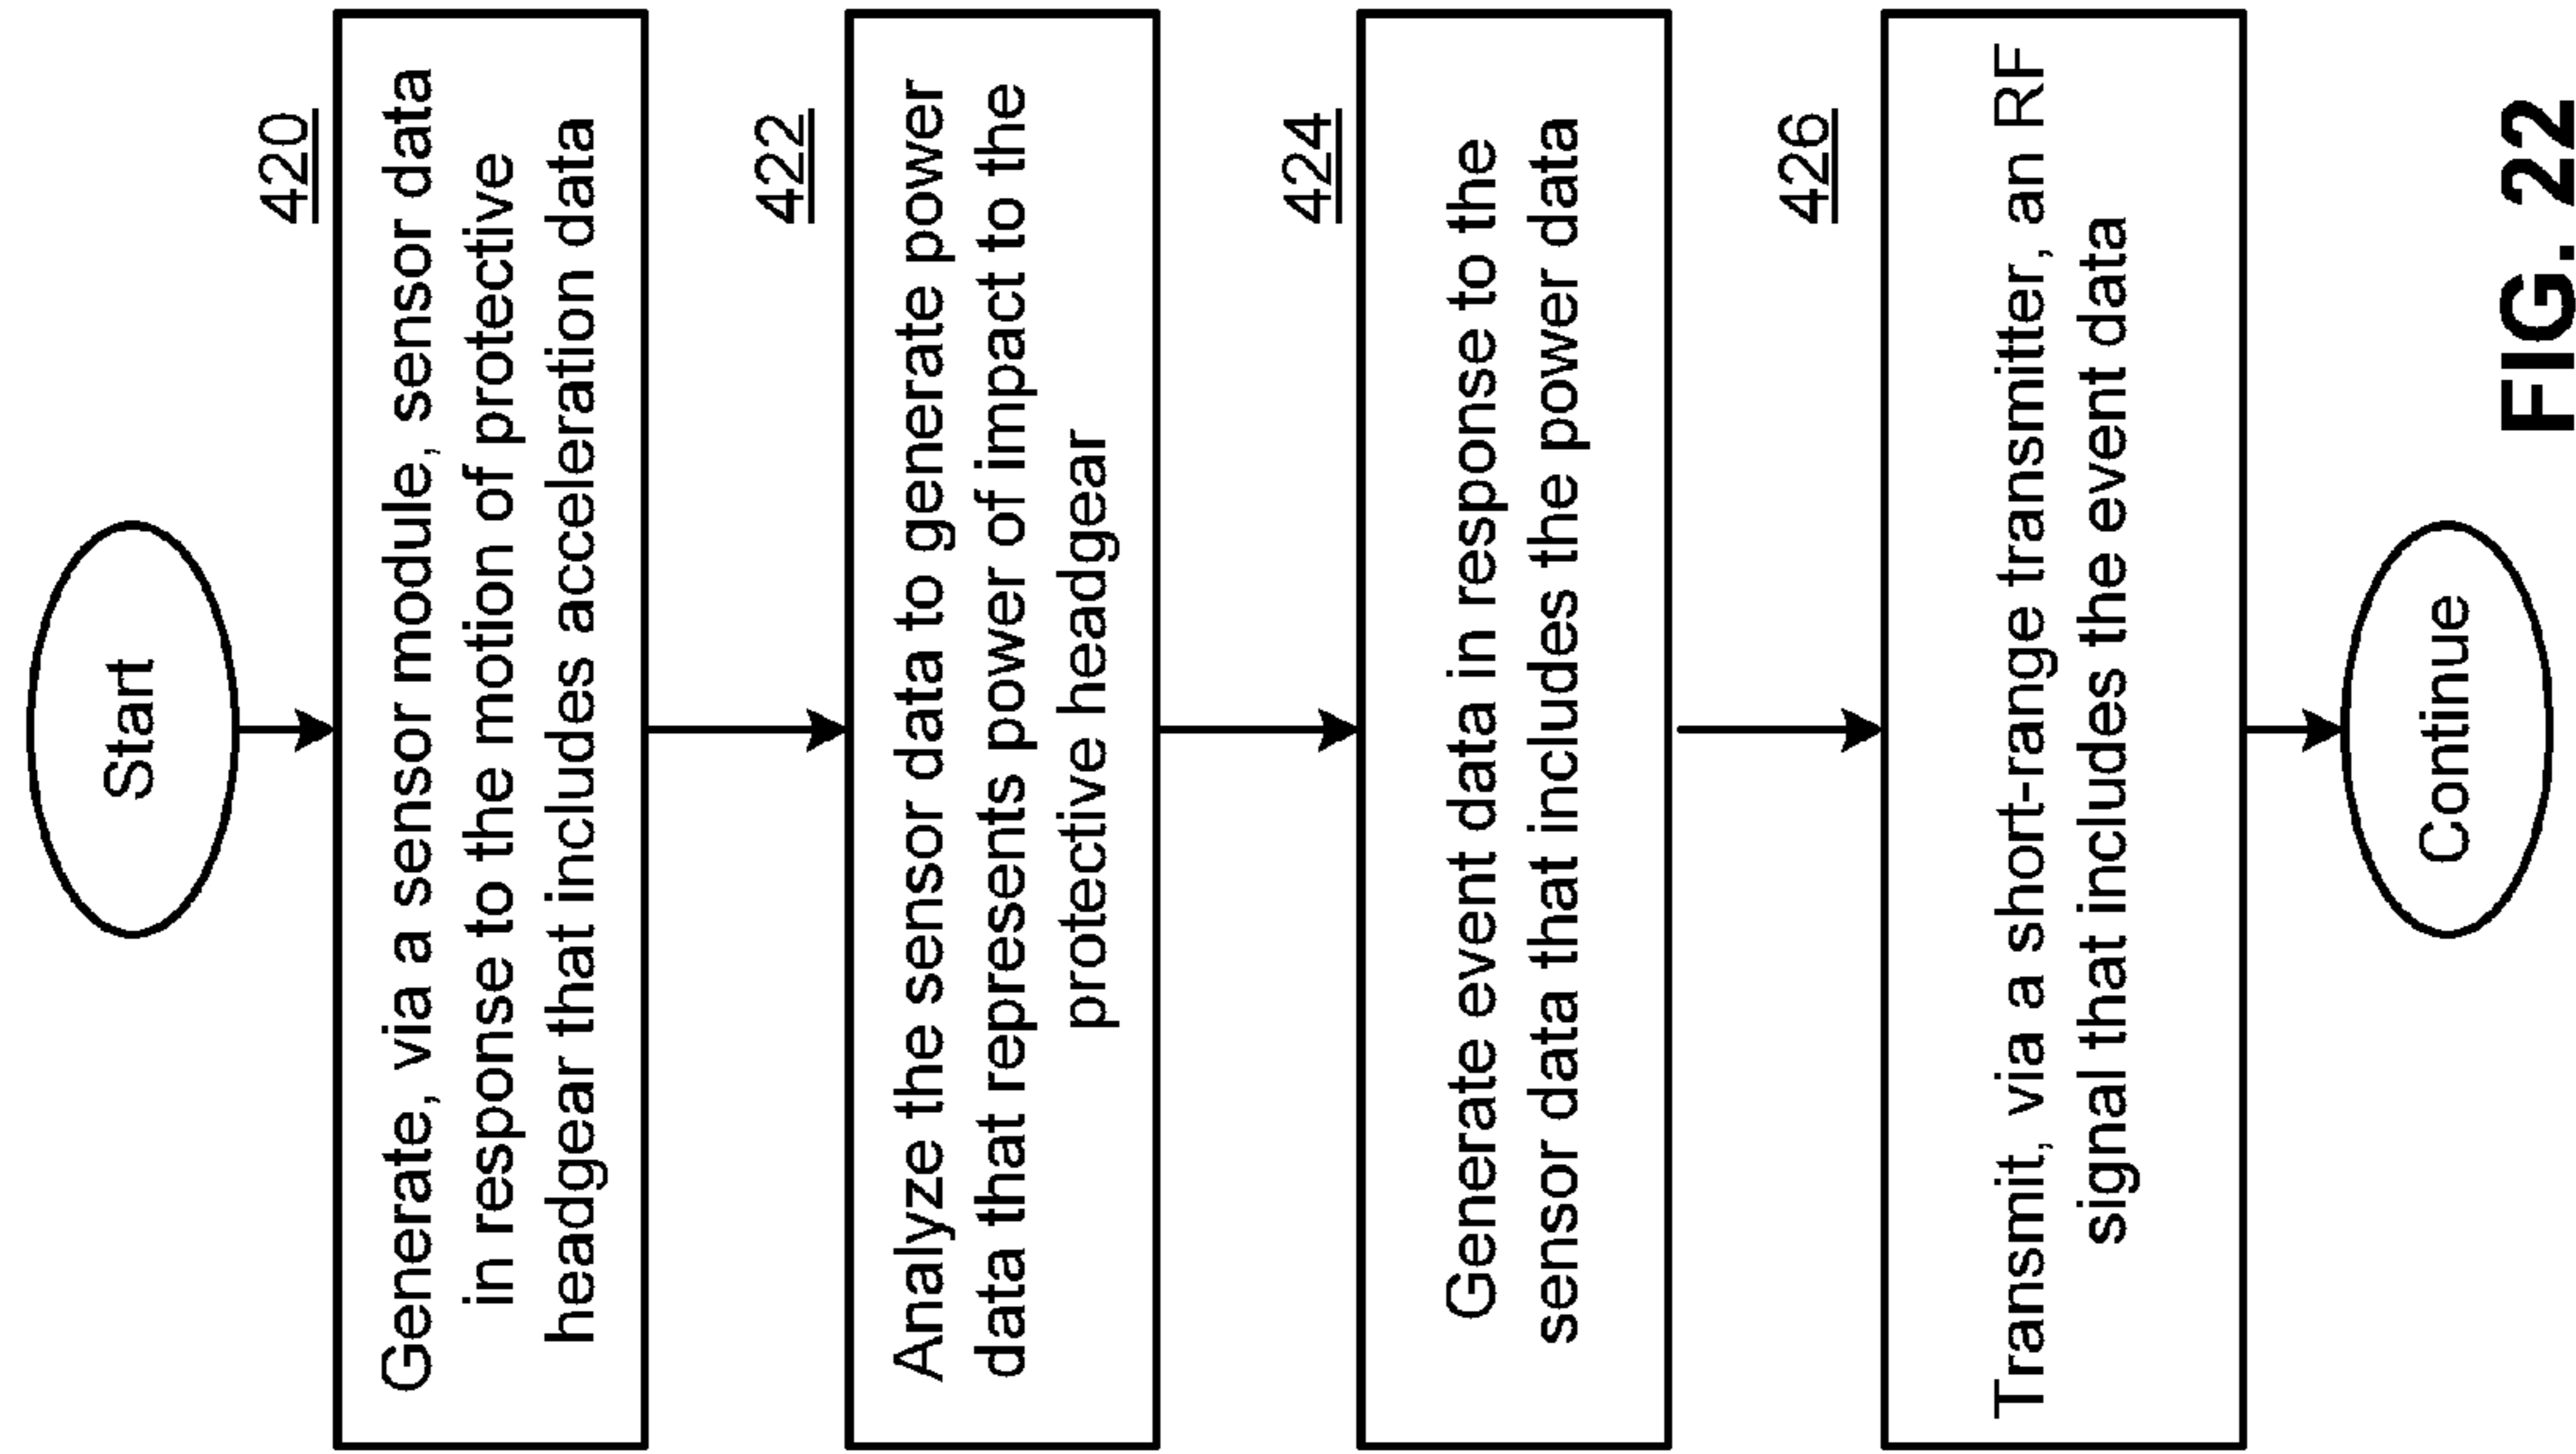 Start
420
Generate, via a sensor module, sensor data
in response to the motion of protective
headgear that includes acceleration data
422
Analyze the sensor data to generate power
data that represents power of impact to the
protective headgear
424
Generate event data in response to the
sensor data that includes the power data
426
Transmit, via a short-range transmitter, an RF
signal that includes the event data
Continue
FIG. 22